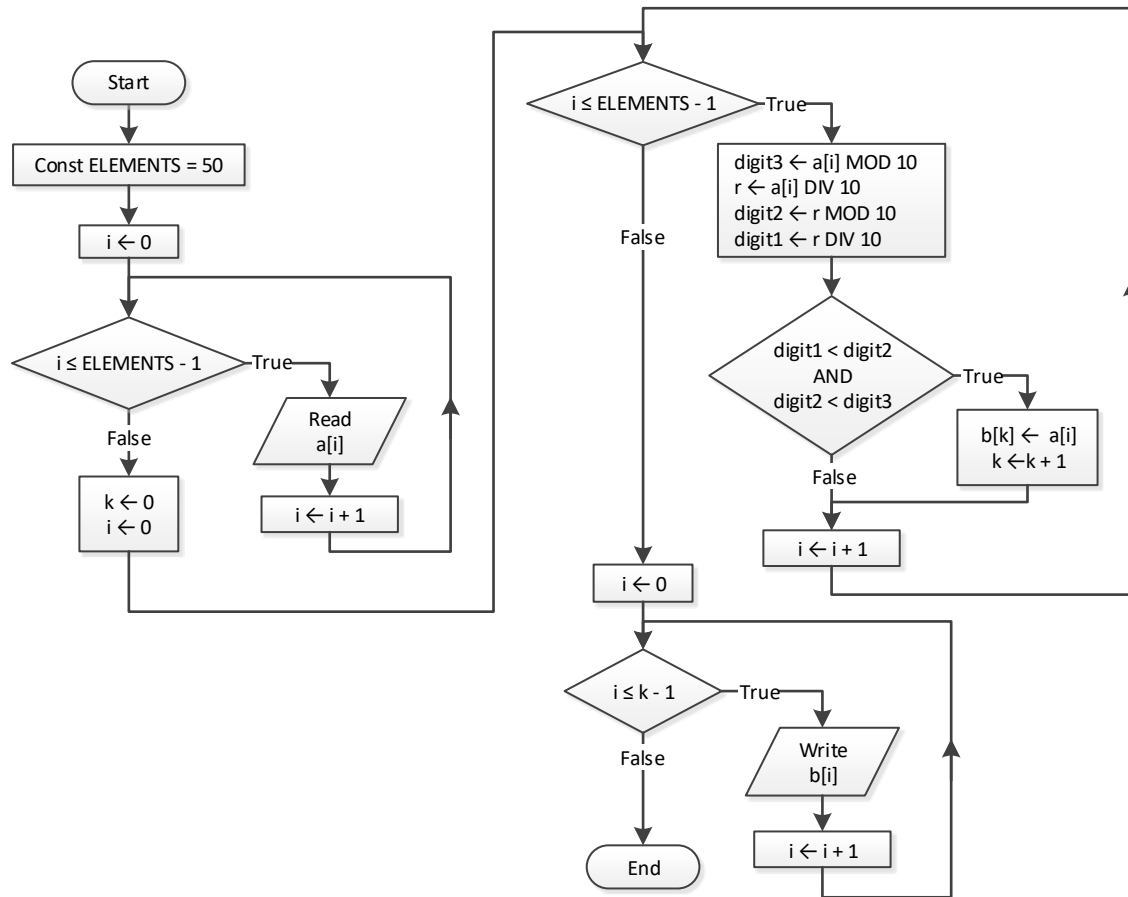 Start
Const ELEMENTS = 50
i ← 0
i ≤ ELEMENTS - 1
True
Read
a[i]
i ← i + 1
False
k ← 0
i ← 0
i ≤ ELEMENTS - 1
True
digit3 ← a[i] MOD 10
r ← a[i] DIV 10
digit2 ← r MOD 10
digit1 ← r DIV 10
digit1 < digit2
AND
digit2 < digit3
True
b[k] ← a[i]
k ←k + 1
False
i ← i + 1
False
i ← 0
i ≤ k - 1
True
Write
b[i]
i ← i + 1
False
End